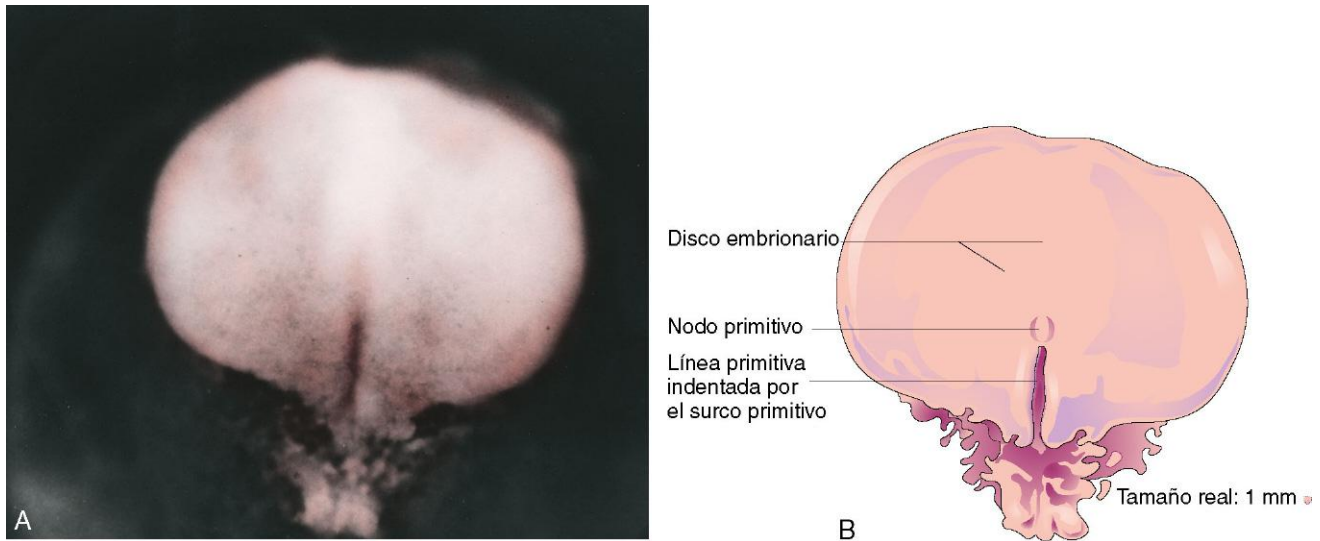 A
Disco embrionario
Nodo primitivo
Línea primitiva
indentada por
el surco primitivo
Tamaño real: 1 mm
B